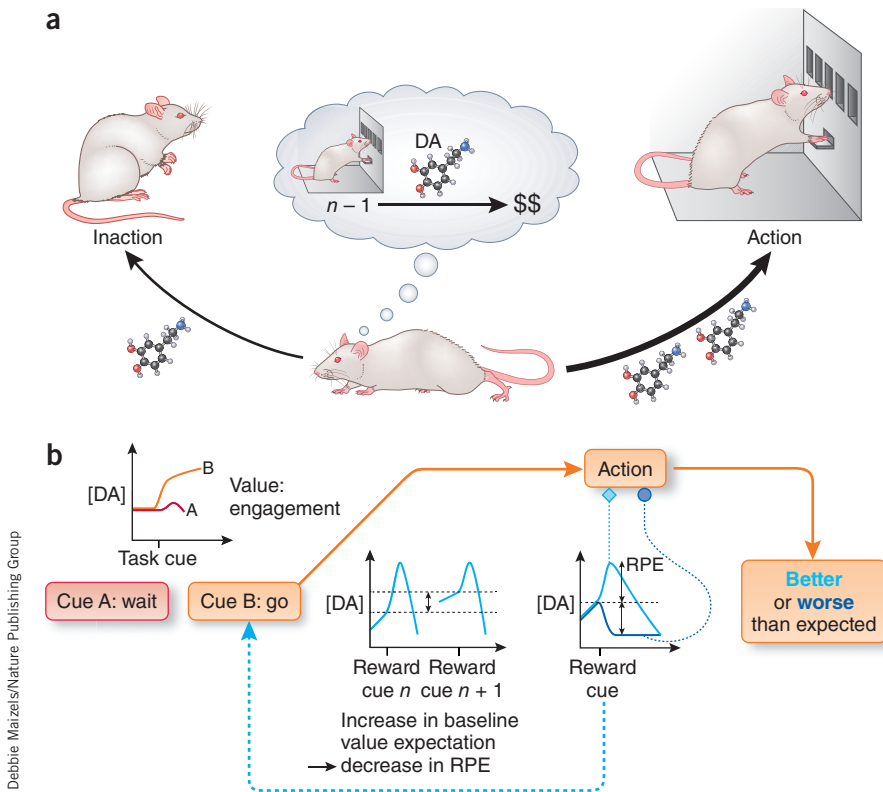 a
DA
n – 1
$$
Inaction
Action
b
[DA]
B
A
Task cue
Value:
engagement
Cue A: wait
Cue B: go
Action
[DA]
Reward
cue n
Reward
cue n + 1
Increase in baseline
value expectation
→ decrease in RPE
[DA]
RPE
Reward
cue
Better
or worse
than expected
Debbie Maizels/Nature Publishing Group